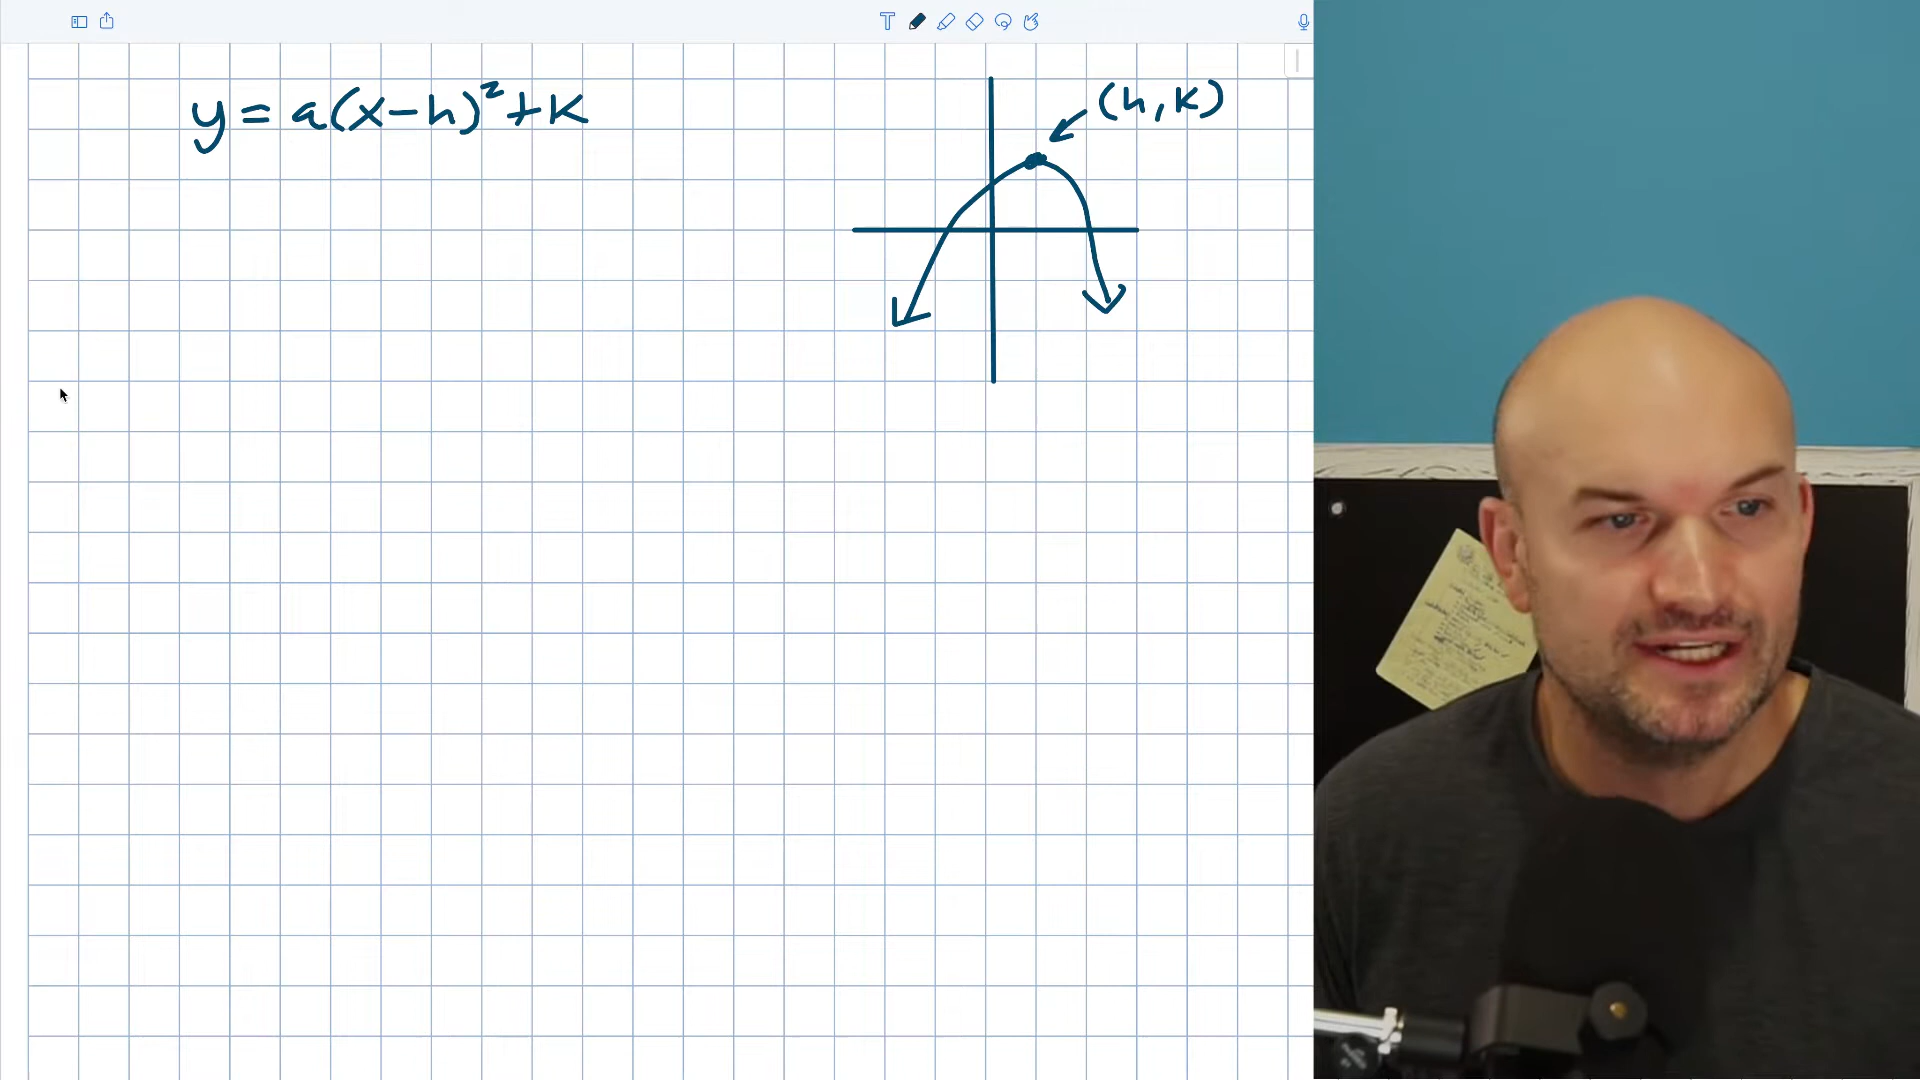 y = a(x-h)²+k
(h,k)